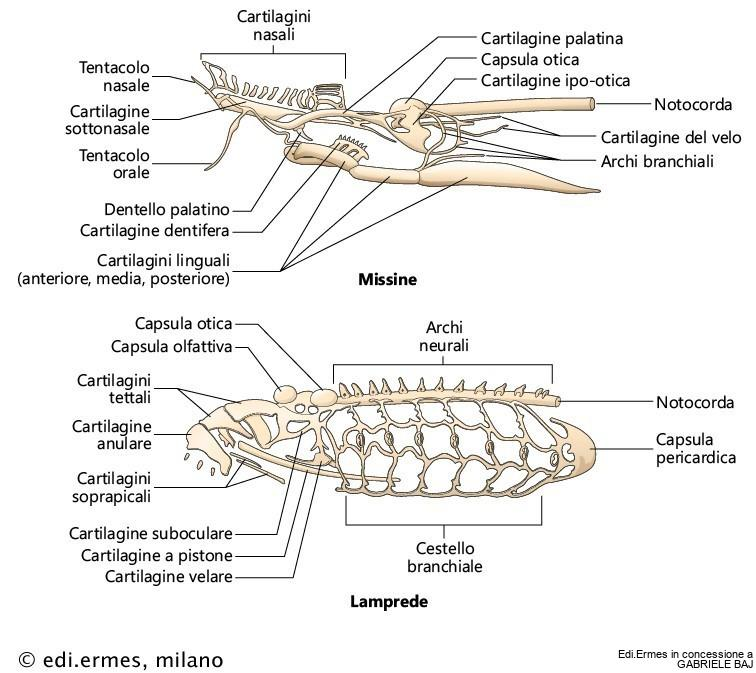 Cartilagini
nasali
Cartilagine palatina
Capsula otica
Cartilagine ipo-otica
Tentacolo
nasale
Notocorda
Cartilagine
sottonasale
Cartilagine del velo
Tentacolo
orale
Archi branchiali
Dentello palatino
Cartilagine dentifera
Cartilagini linguali
(anteriore, media, posteriore)
Missine
Capsula otica
Capsula olfattiva
Archi
neurali
Cartilagini
tettali
Notocorda
Cartilagine
anulare
Capsula
pericardica
Cartilagini
soprapicali
Cartilagine suboculare
Cartilagine a pistone
Cartilagine velare
Cestello
branchiale
Lamprede
© edi.ermes, milano
Edi.Ermes in concessione a
GABRIELE BAJ